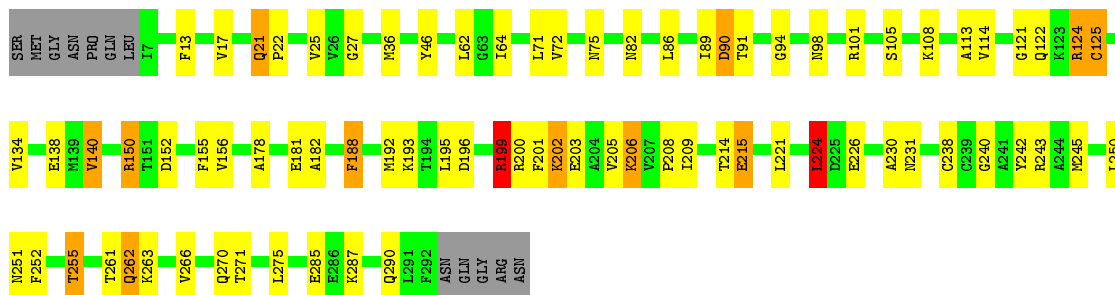 SER MET GLY ASN PRO GLN LEU I7 F13 V17 Q21 P22 V25 V26 G27 M36 Y46 L62 G63 I64 L71 V72 N75 N82 L86 I89 D90 T91 G94 N98 R101 S105 K108 A113 V114 G121 Q122 K123 R124 C125
V134 E138 M139 V140 R150 T151 D152 F155 V156 A178 E181 A182 F188 M192 K193 T194 L195 D196 R199 R200 F201 K202 E203 A204 V205 K206 V207 P208 I209 T214 E215 L221 L224 D225 E226 A230 N231 C238 C239 G240 A241 Y242 R243 A244 M245
N251 F252 T255 T261 Q262 K263 V266 Q270 T271 L275 E285 E286 K287 Q290 L291 F292 ASN GLN GLY ARG ASN